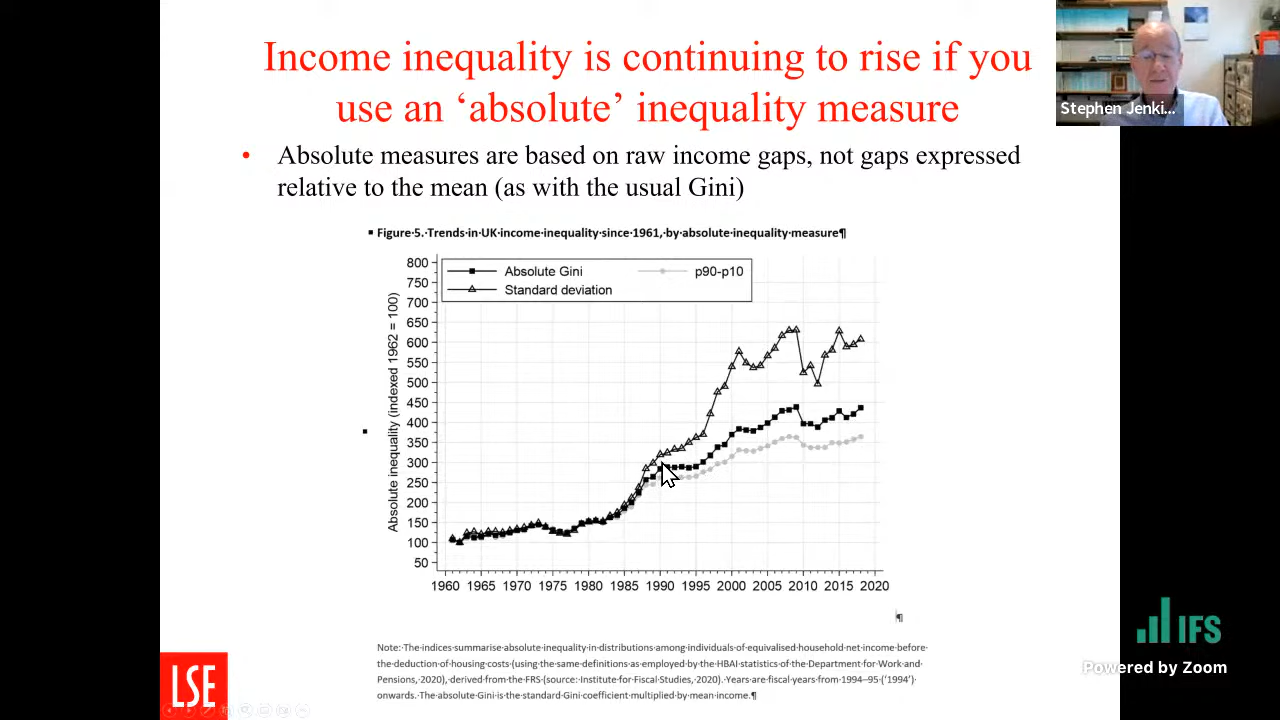 Income inequality is continuing to rise if you
use an ‘absolute’ inequality measure
Stephen Jenki...
• Absolute measures are based on raw income gaps, not gaps expressed
relative to the mean (as with the usual Gini)
▪ Figure·5.·Trends·in·UK·income·inequality·since·1961,·by·absolute·inequality·measure¶
Absolute Gini
p90-p10
Standard deviation
800
750
700
650
600
550
500
450
400
350
300
250
200
150
100
50
Absolute inequality (indexed 1962 = 100)
1960 1965 1970 1975 1980 1985 1990 1995 2000 2005 2010 2015 2018 2020
¶
Note:·The·indices·summarise·absolute·inequality·in·distributions·among·individuals·of·equivalised·household·net·income·before·
the·deduction·of·housing·costs·(using·the·same·definitions·as·employed·by·the·HBAI·statistics·of·the·Department·for·Work·and·
Pensions,·2020),·derived·from·the·FRS·(source:·Institute·for·Fiscal·Studies,·2020).·Years·are·fiscal·years·from·1994–95·(‘1994’)·
onwards.·The·absolute·Gini·is·the·standard·Gini·coefficient·multiplied·by·mean·income.¶
LSE
IFS
Powered by Zoom